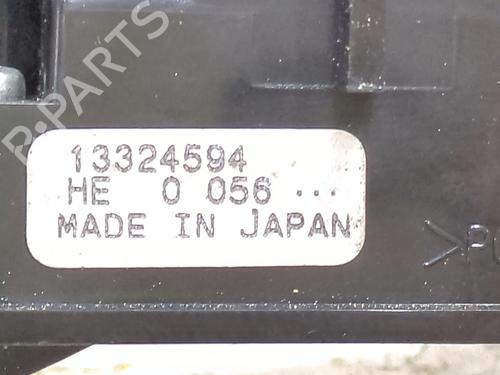 B-PARTS
13324594
HE 0 056 ...
MADE IN JAPAN